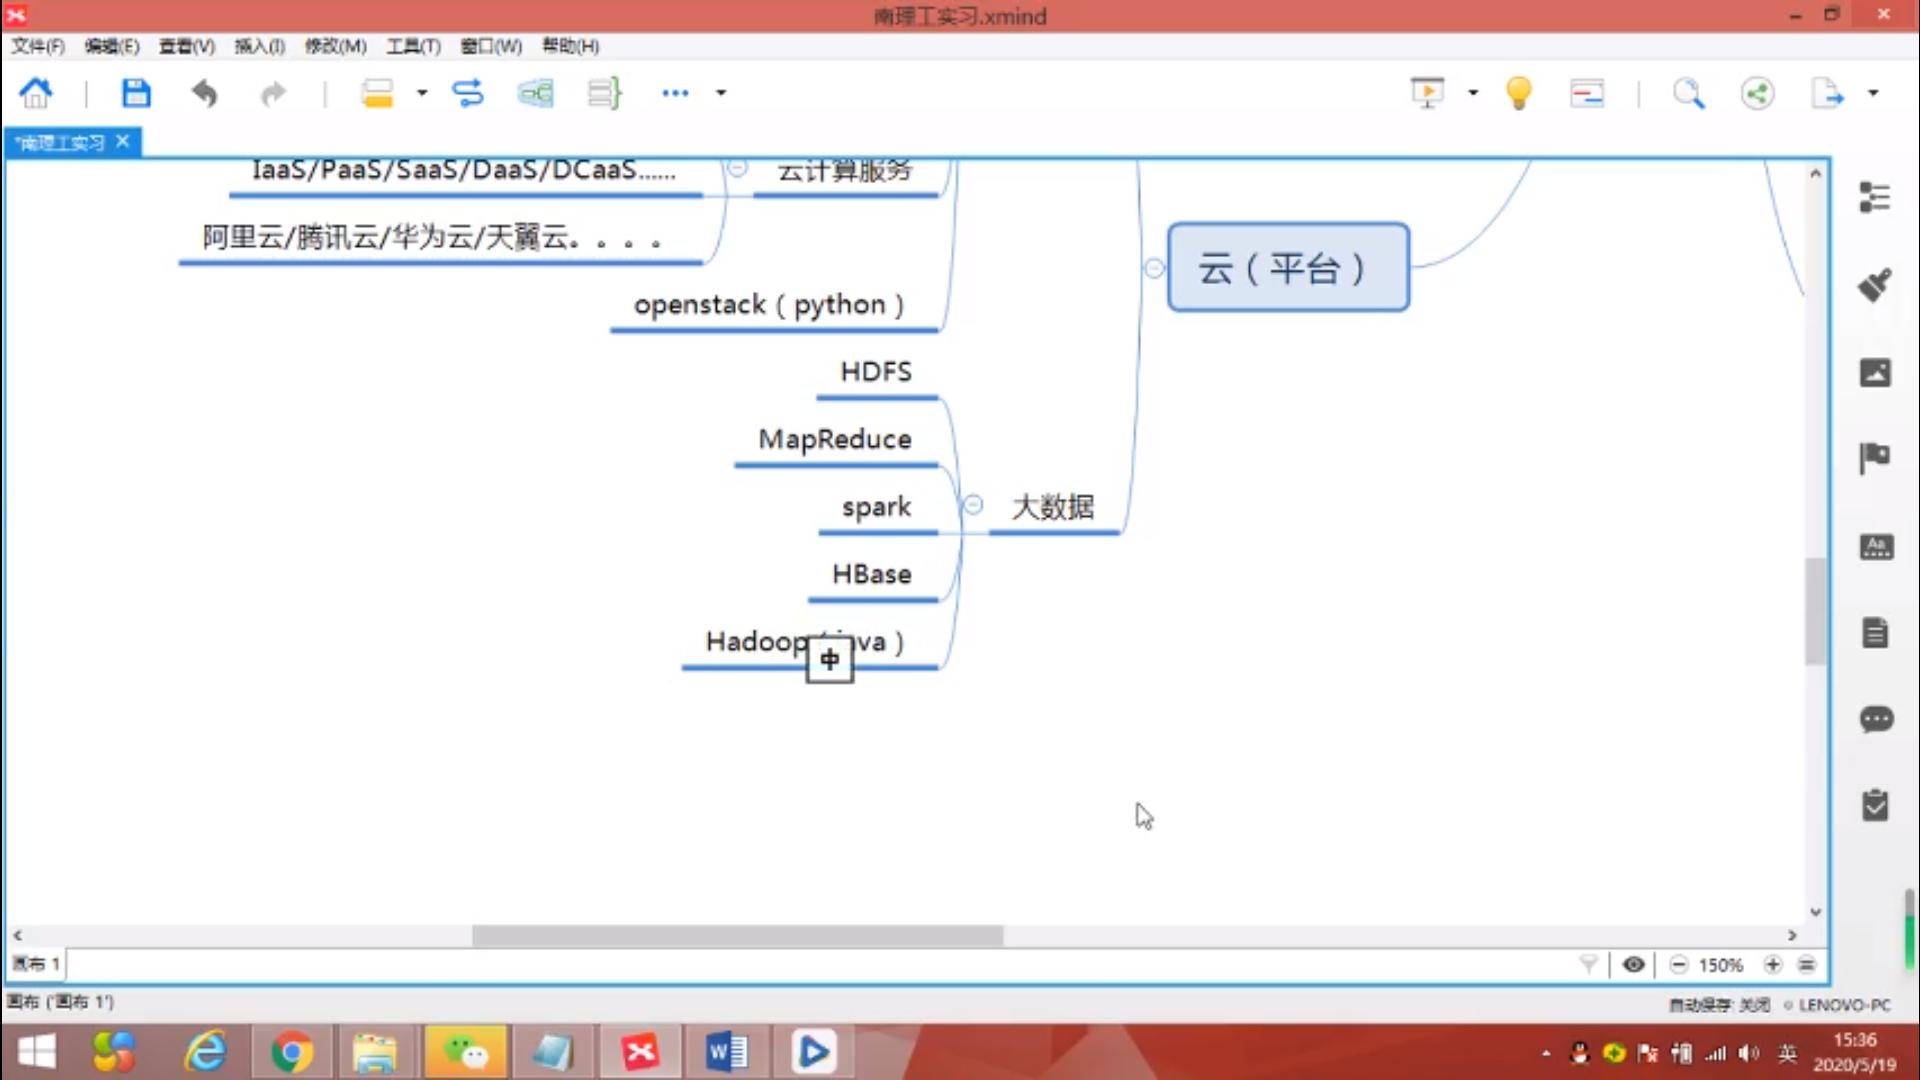 南理工实习.xmind
文件(F) 编辑(E) 查看(V) 插入(I) 修改(M) 工具(T) 窗口(W) 帮助(H)
*南理工实习
IaaS/PaaS/SaaS/DaaS/DCaaS......
云计算服务
阿里云/腾讯云/华为云/天翼云。。。。
云（平台）
openstack（python）
HDFS
MapReduce
spark
大数据
HBase
Hadoop
va）
中
Aa
画布 1
150%
画布 ('画布 1')
自动保存: 关闭
LENOVO-PC
英
15:36
2020/5/19